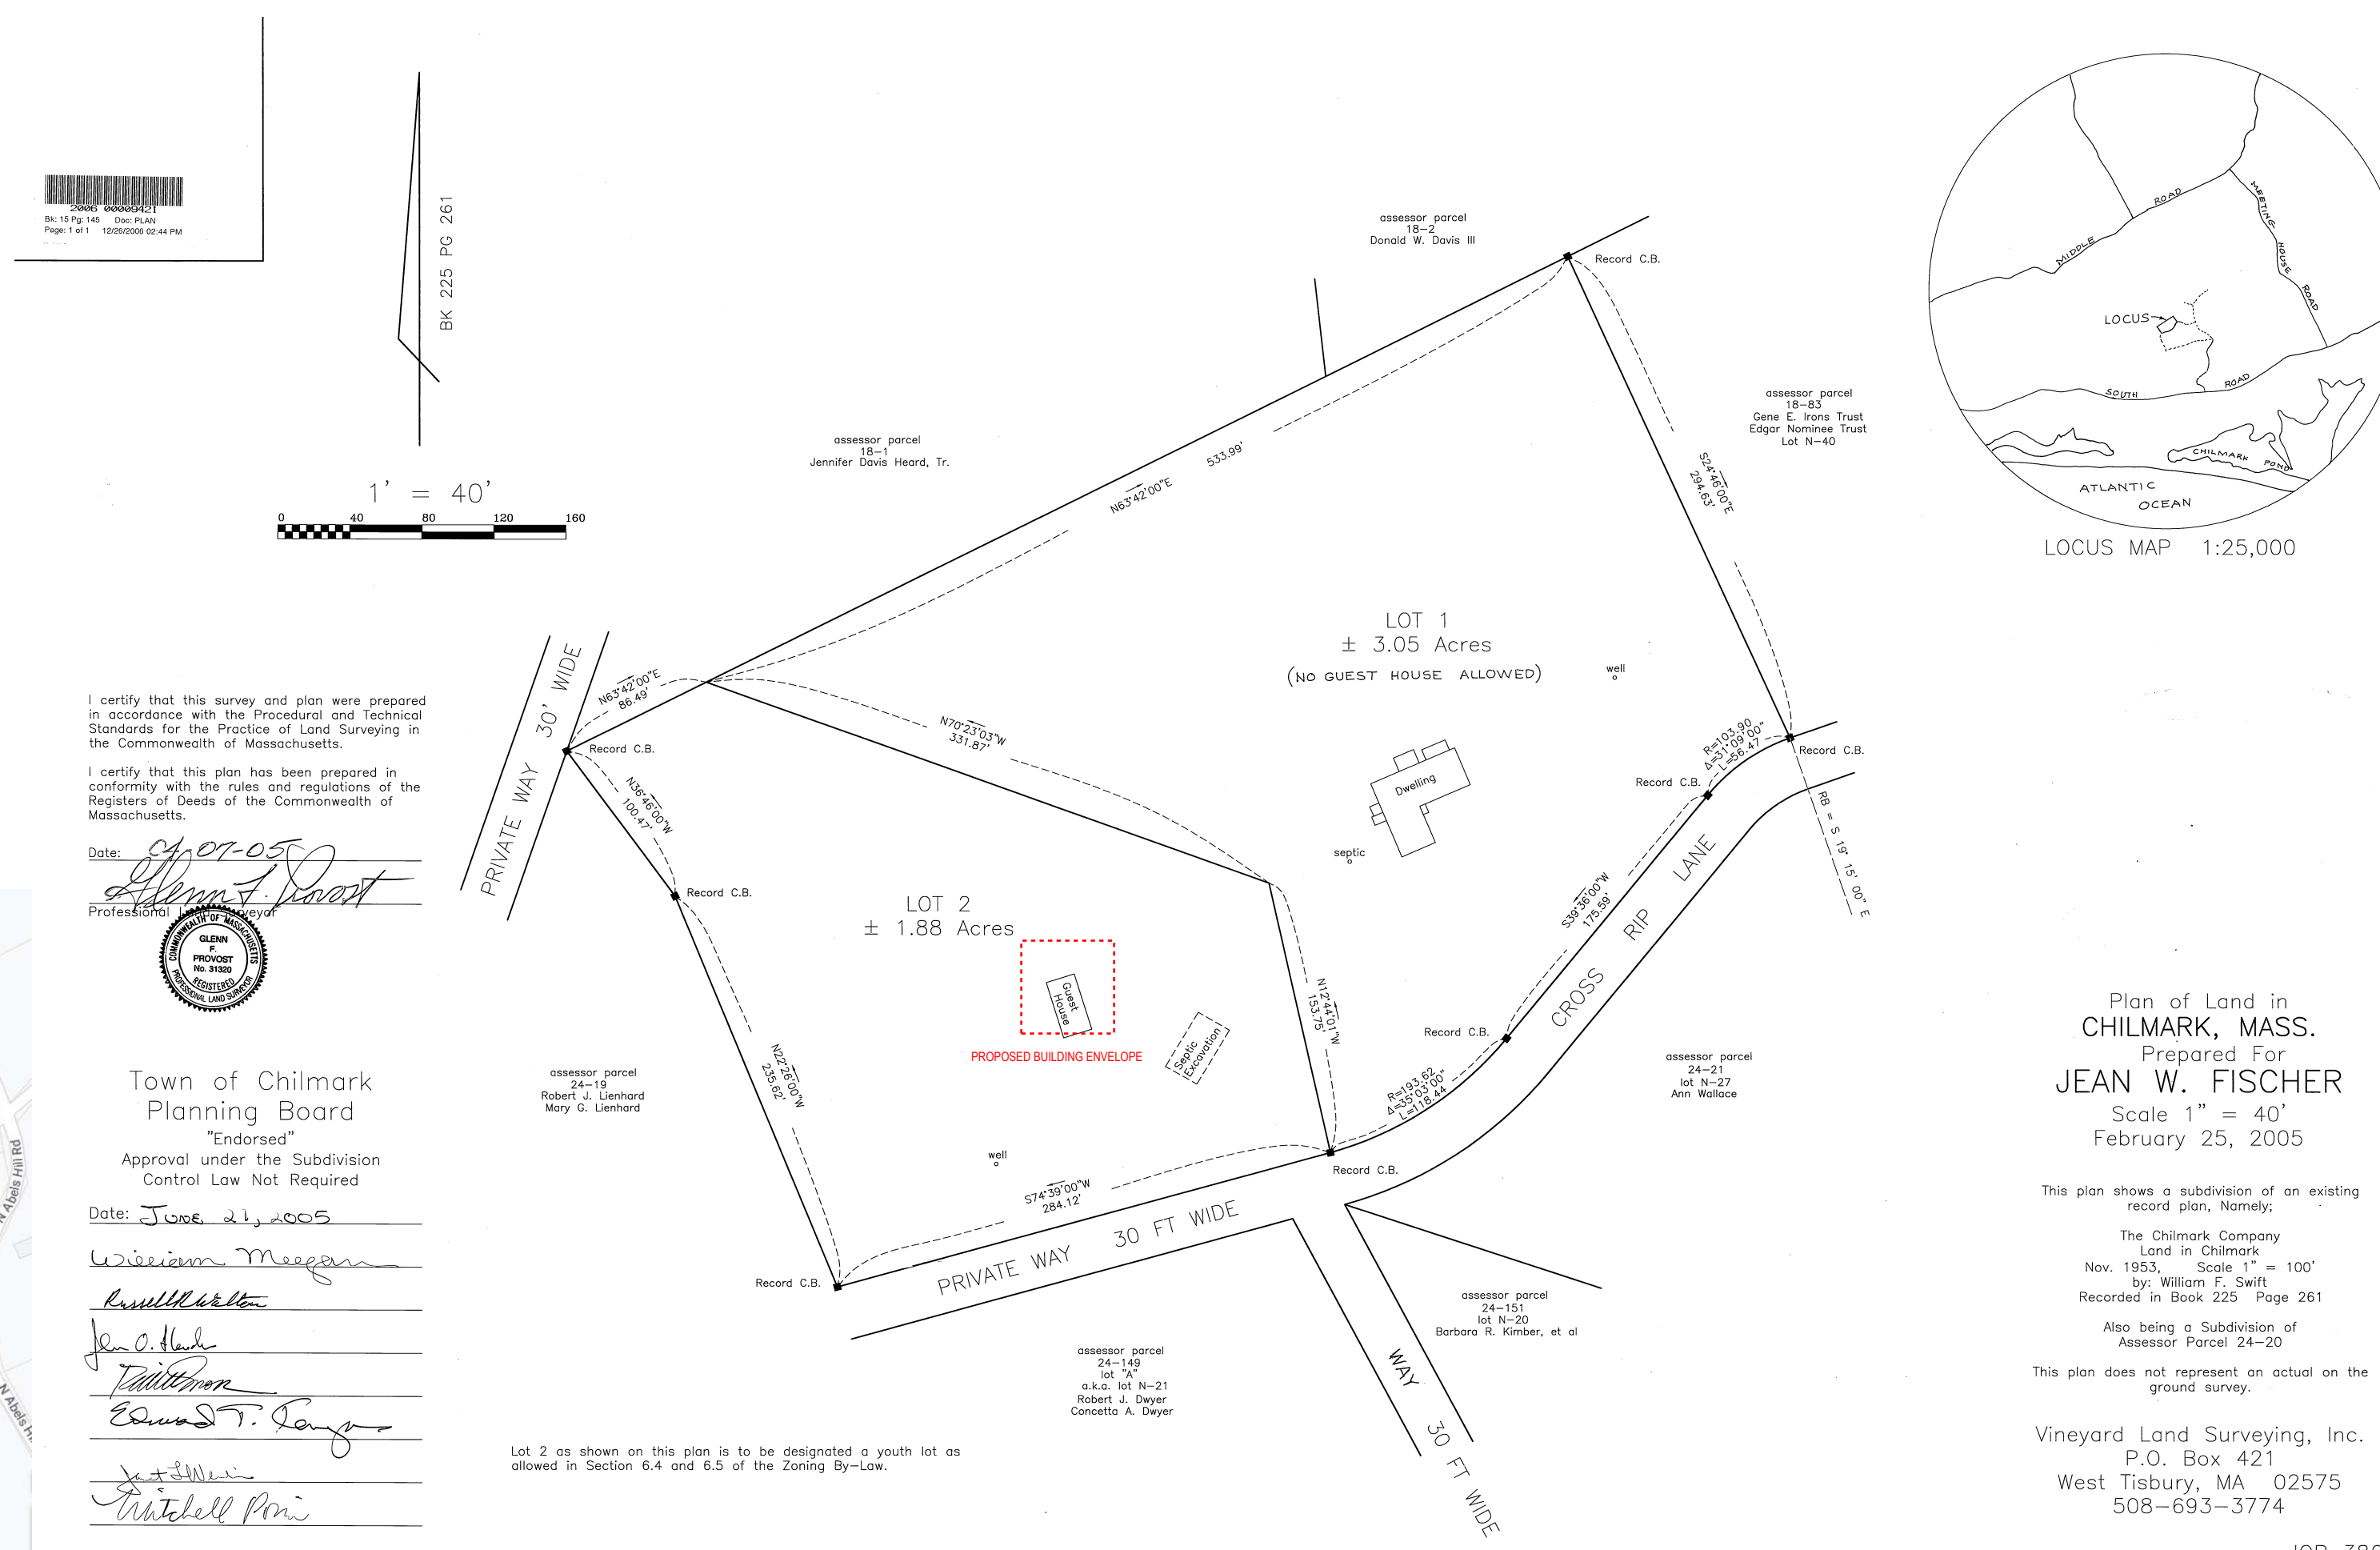 2006 00009421
Bk: 15 Pg: 145 Doc: PLAN
Page: 1 of 1 12/26/2006 02:44 PM
BK 225 PG 261
1' = 40'
0 40 80 120 160
assessor parcel
18-2
Donald W. Davis III
Record C.B.
assessor parcel
18-1
Jennifer Davis Heard, Tr.
assessor parcel
18-83
Gene E. Irons Trust
Edgar Nominee Trust
Lot N-40
N63°42'00"E
533.99'
S24°46'00"E
294.63'
MIDDLE ROAD
MEETING HOUSE ROAD
LOCUS
SOUTH ROAD
CHILMARK POND
ATLANTIC
OCEAN
LOCUS MAP 1:25,000
LOT 1
± 3.05 Acres
(NO GUEST HOUSE ALLOWED)
well
septic
Dwelling
PRIVATE WAY 30' WIDE
N63°42'00"E
86.49'
Record C.B.
N70°23'03"W
331.87'
N36°46'00"W
100.47'
Record C.B.
R=103.90
Δ=31°09'00"
L=56.47
Record C.B.
Record C.B.
RB = S 19° 15' 00" E
S39°36'00"W
175.59'
CROSS RIP LANE
LOT 2
± 1.88 Acres
Guest
House
PROPOSED BUILDING ENVELOPE
Septic
Excavation
N12°44'01"W
153.75'
Record C.B.
R=193.62
Δ=35°03'00"
L=118.44
N22°26'00"W
235.62'
well
S74°39'00"W
284.12'
Record C.B.
Record C.B.
PRIVATE WAY 30 FT WIDE
WAY 30 FT WIDE
assessor parcel
24-19
Robert J. Lienhard
Mary G. Lienhard
assessor parcel
24-21
lot N-27
Ann Wallace
assessor parcel
24-151
lot N-20
Barbara R. Kimber, et al
assessor parcel
24-149
lot "A"
a.k.a. lot N-21
Robert J. Dwyer
Concetta A. Dwyer
Lot 2 as shown on this plan is to be designated a youth lot as
allowed in Section 6.4 and 6.5 of the Zoning By-Law.
I certify that this survey and plan were prepared
in accordance with the Procedural and Technical
Standards for the Practice of Land Surveying in
the Commonwealth of Massachusetts.
I certify that this plan has been prepared in
conformity with the rules and regulations of the
Registers of Deeds of the Commonwealth of
Massachusetts.
Date: 04-07-05
Glenn F. Provost
Professional Land Surveyor
COMMONWEALTH OF MASSACHUSETTS
GLENN
F.
PROVOST
No. 31320
REGISTERED
PROFESSIONAL LAND SURVEYOR
Town of Chilmark
Planning Board
"Endorsed"
Approval under the Subdivision
Control Law Not Required
Date: JUNE 21, 2005
William Meegan
Russell R Walton
N Abels Hill Rd
N Abels H
Plan of Land in
CHILMARK, MASS.
Prepared For
JEAN W. FISCHER
Scale 1" = 40'
February 25, 2005
This plan shows a subdivision of an existing
record plan, Namely;
The Chilmark Company
Land in Chilmark
Nov. 1953, Scale 1" = 100'
by: William F. Swift
Recorded in Book 225 Page 261
Also being a Subdivision of
Assessor Parcel 24-20
This plan does not represent an actual on the
ground survey.
Vineyard Land Surveying, Inc.
P.O. Box 421
West Tisbury, MA 02575
508-693-3774